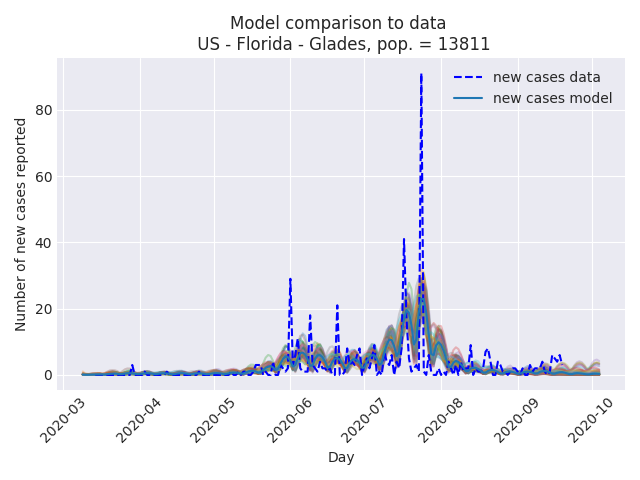 Model comparison to data
US - Florida - Glades, pop. = 13811
new cases data
new cases model
Number of new cases reported
80
60
40
20
0
2020-03
2020-04
2020-05
2020-06
2020-07
2020-08
2020-09
2020-10
Day